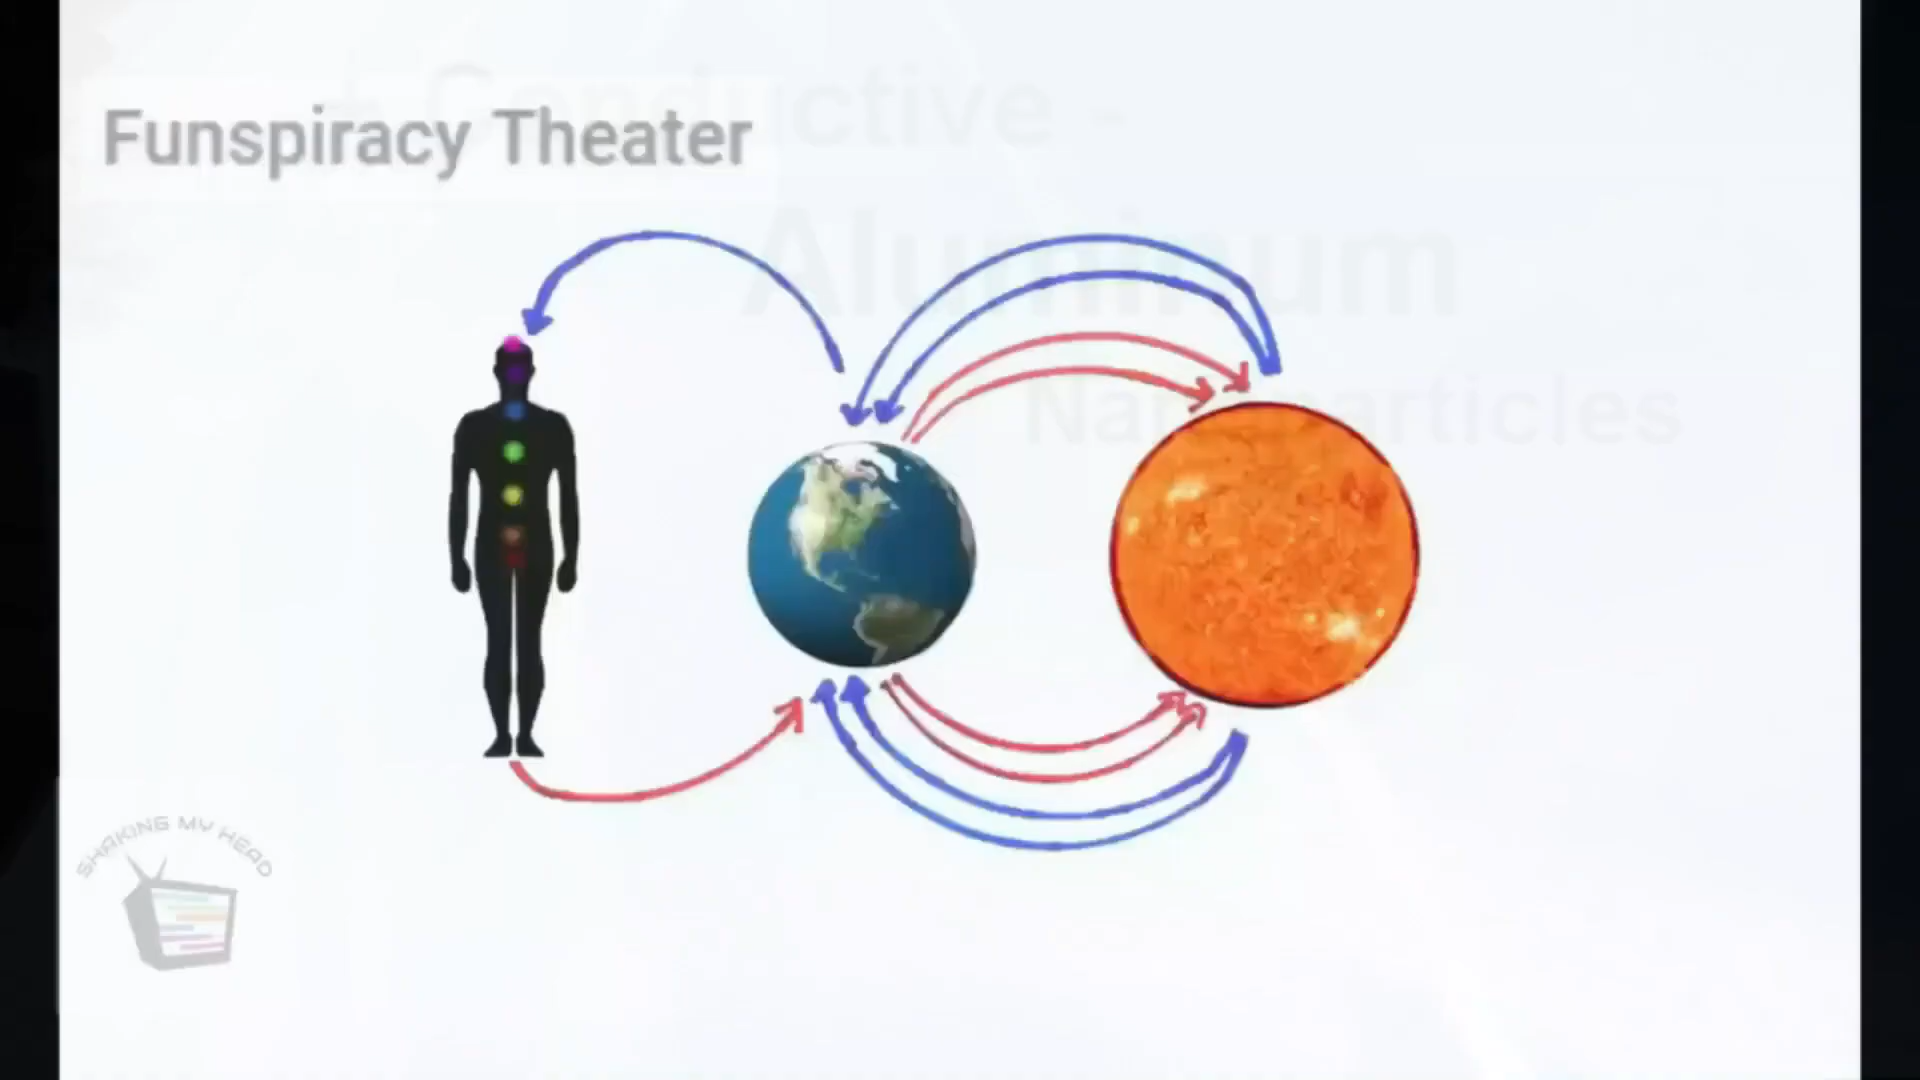 + Conductive -
Funspiracy Theater
Aluminum
Nanoparticles
SHAKING MY HEAD